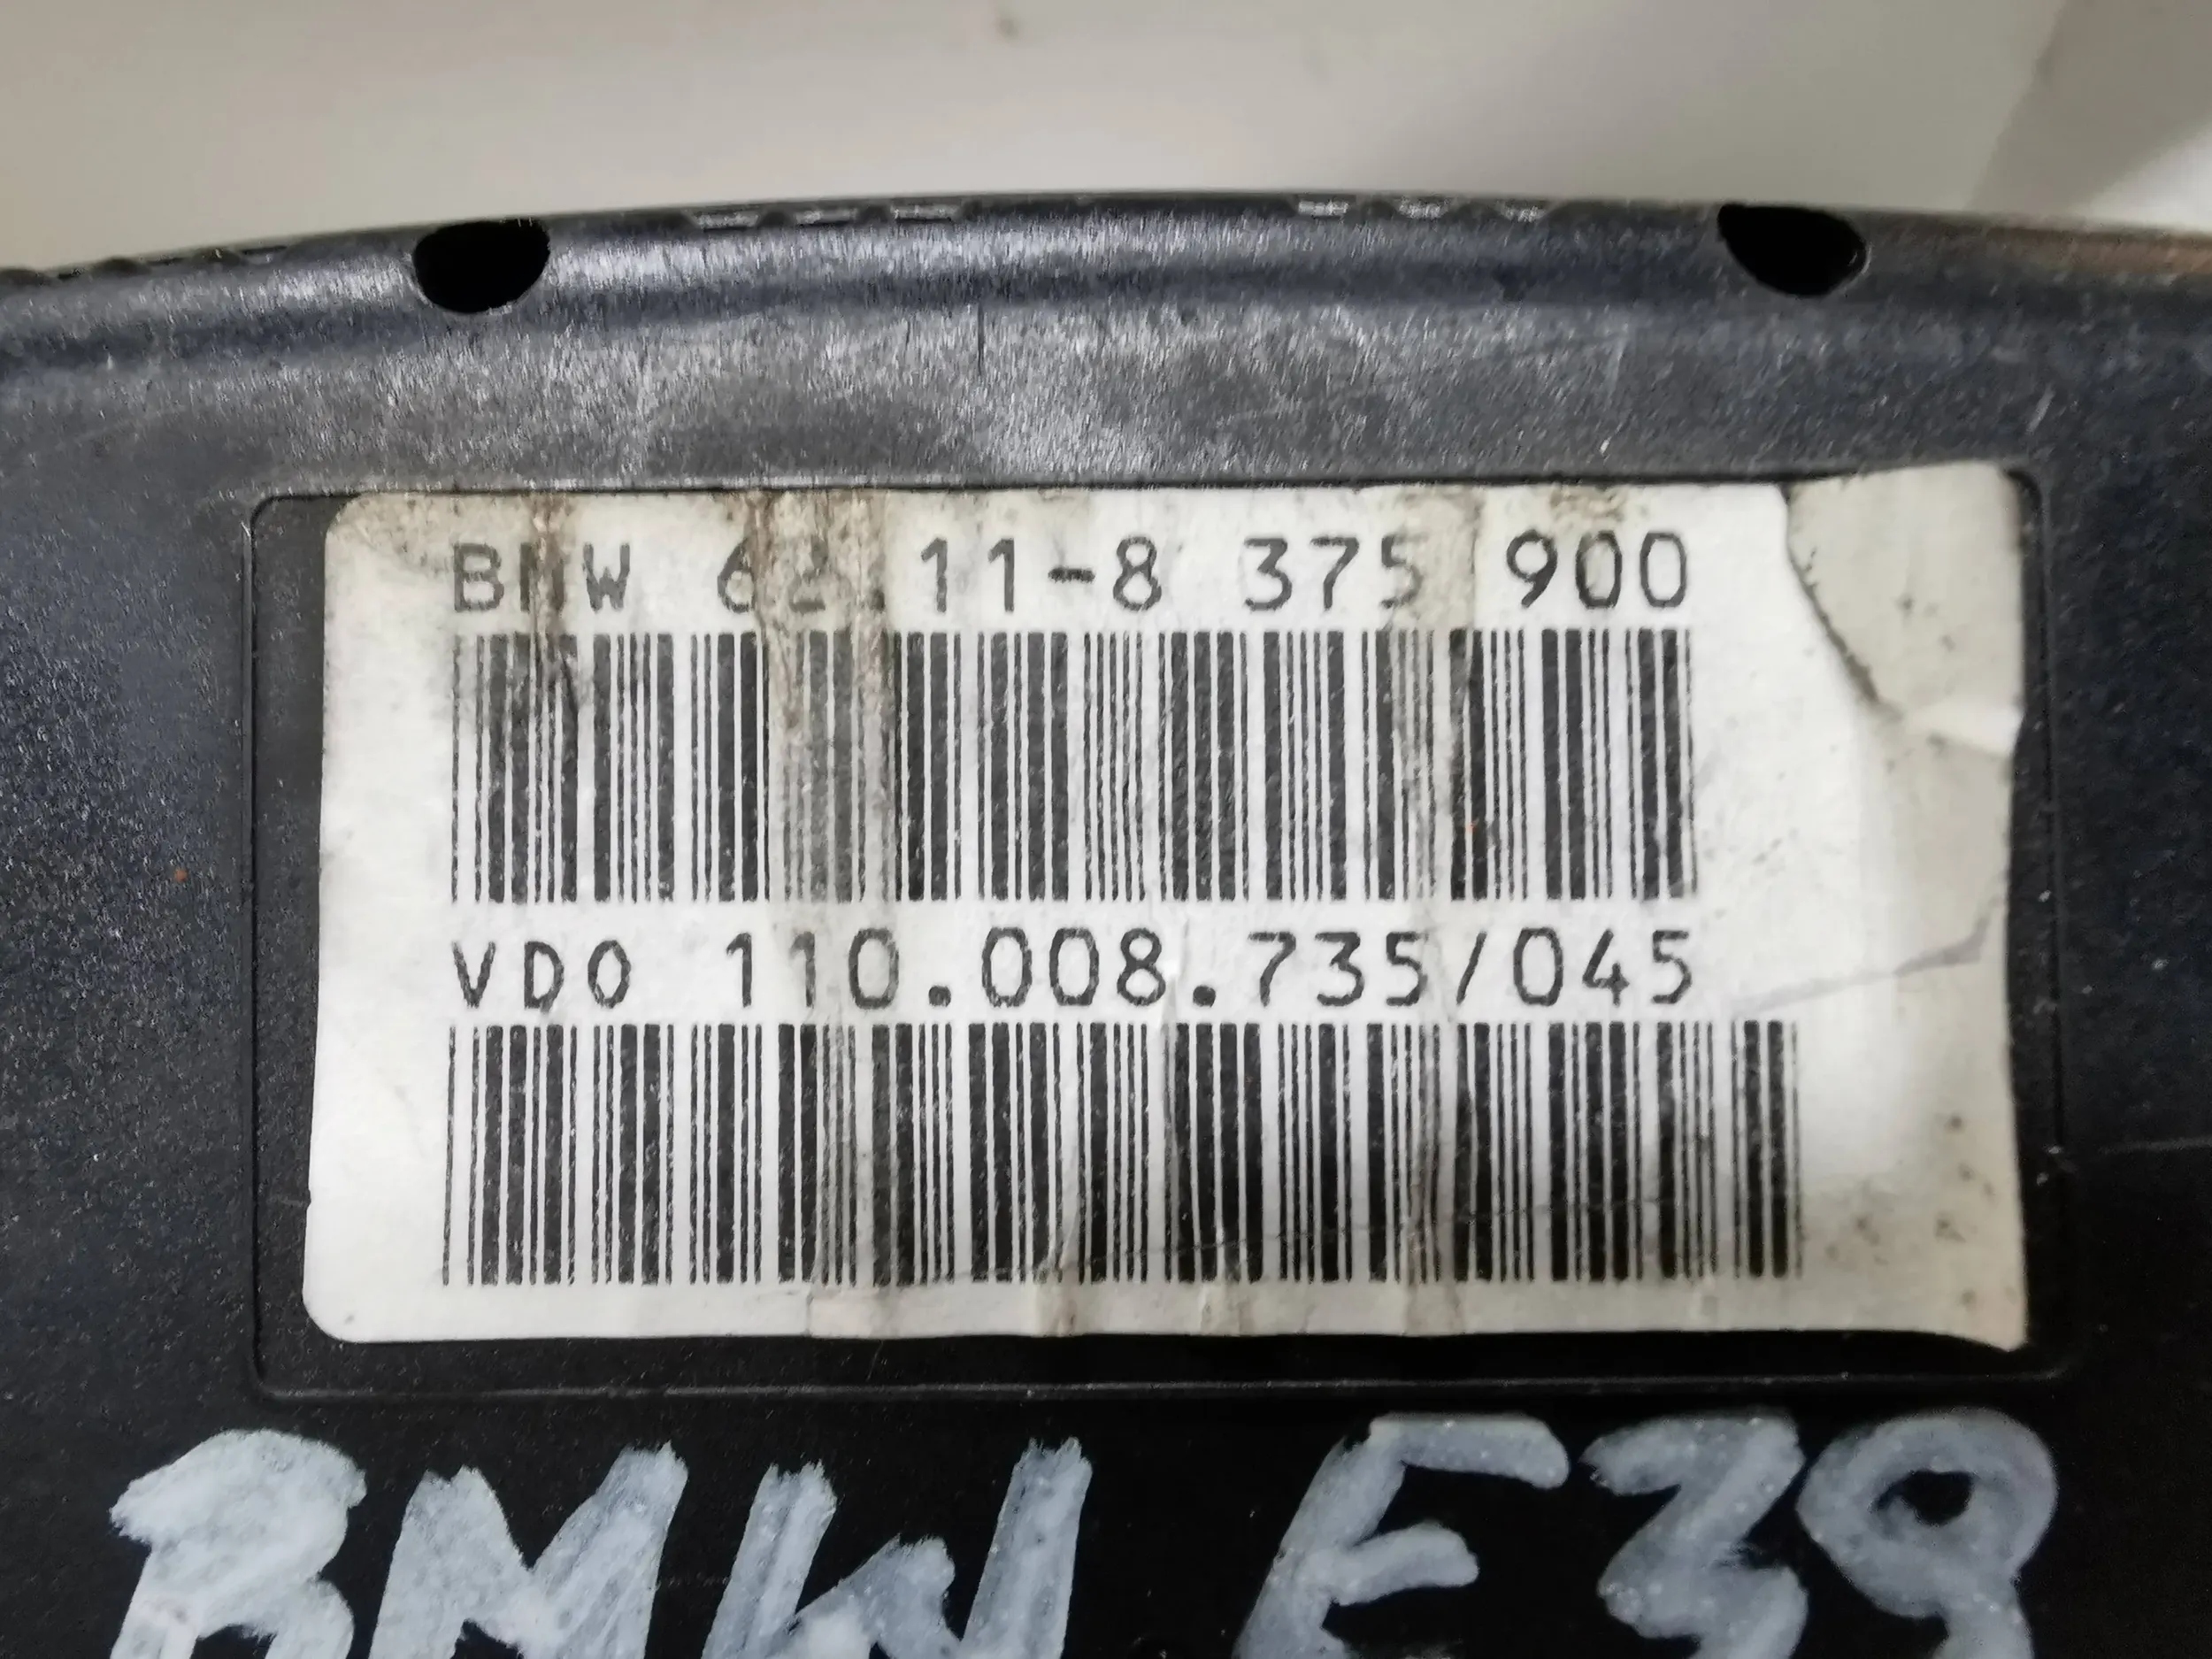 BMW 62.11-8 375 900
VDO 110.008.735/045
BMW E39